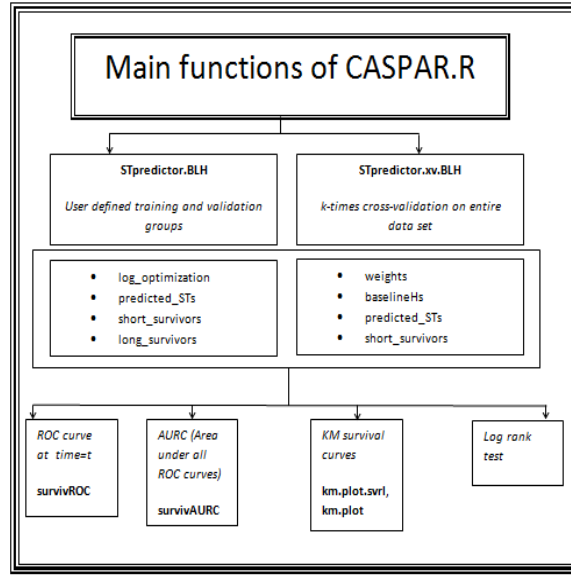 Main functions of CASPAR.R
STpredictor.BLH
User defined training and validation
groups
STpredictor.xv.BLH
k-times cross-validation on entire
data set
• log_optimization
• predicted_STs
• short_survivors
• long_survivors
• weights
• baselineHs
• predicted_STs
• short_survivors
ROC curve
at time=t
survivROC
AURC (Area
under all
ROC curves)
survivAURC
KM survival
curves
km.plot.svrl,
km.plot
Log rank
test